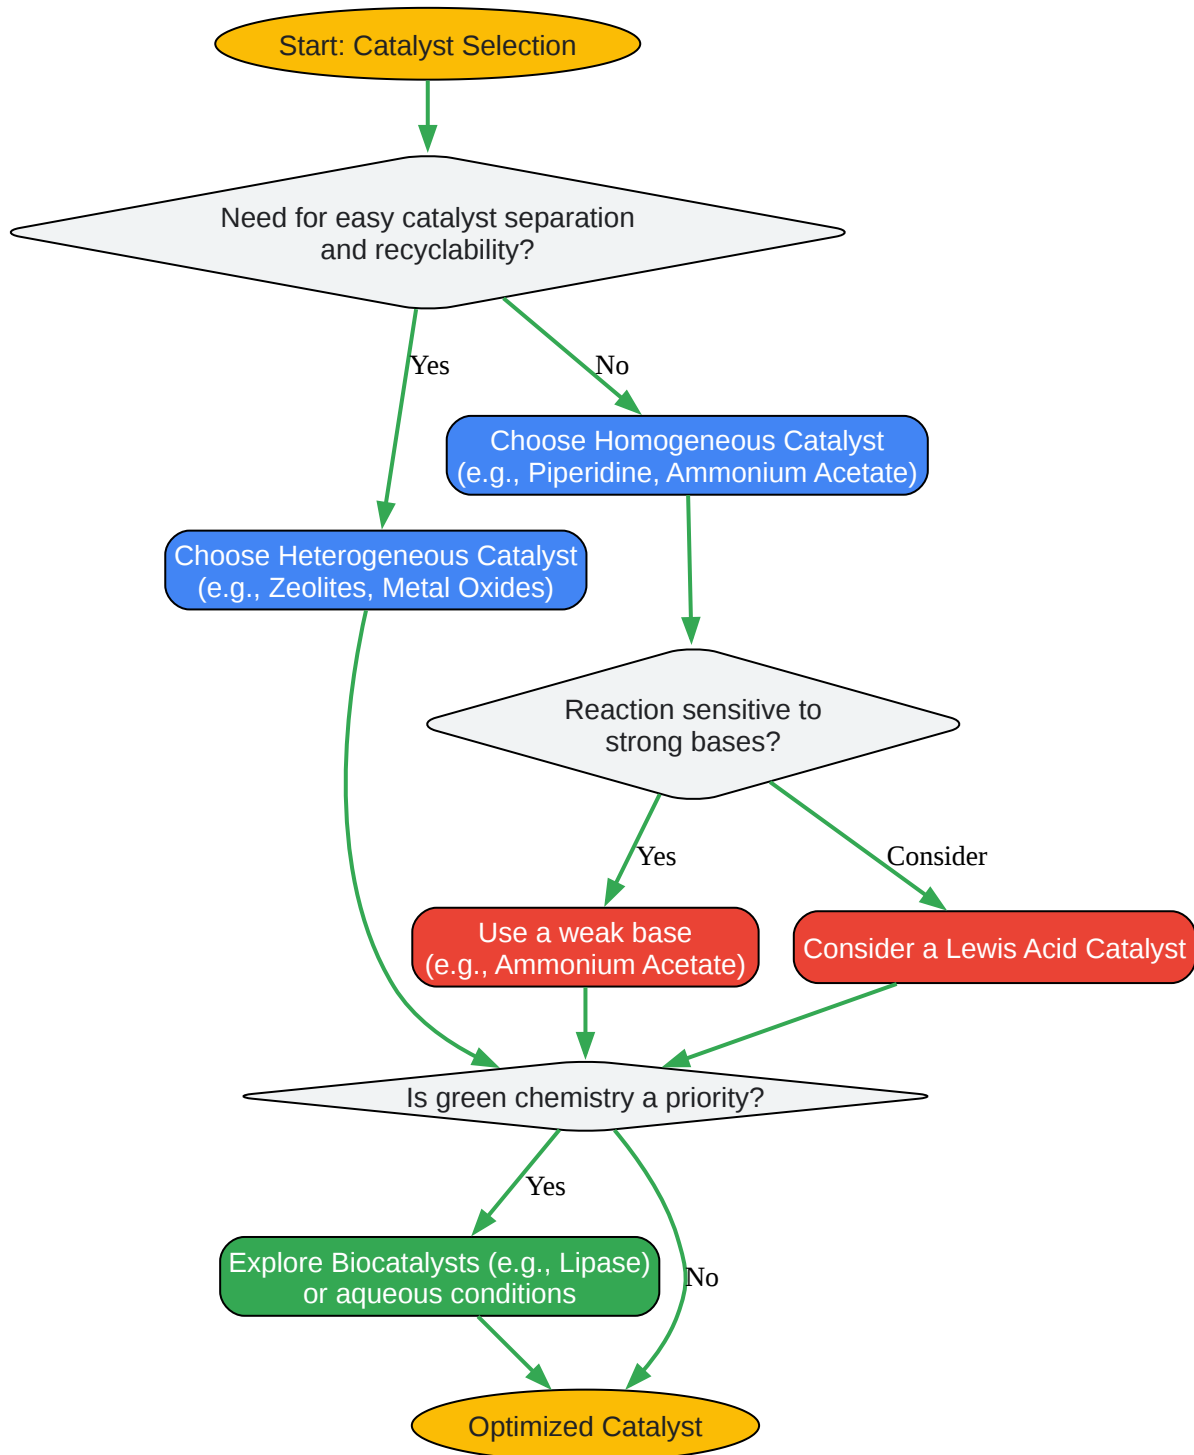 Start: Catalyst Selection
Need for easy catalyst separation
and recyclability?
Yes
No
Choose Homogeneous Catalyst
(e.g., Piperidine, Ammonium Acetate)
Choose Heterogeneous Catalyst
(e.g., Zeolites, Metal Oxides)
Reaction sensitive to
strong bases?
Yes
Consider
Use a weak base
(e.g., Ammonium Acetate)
Consider a Lewis Acid Catalyst
Is green chemistry a priority?
Yes
Explore Biocatalysts (e.g., Lipase)
or aqueous conditions
No
Optimized Catalyst